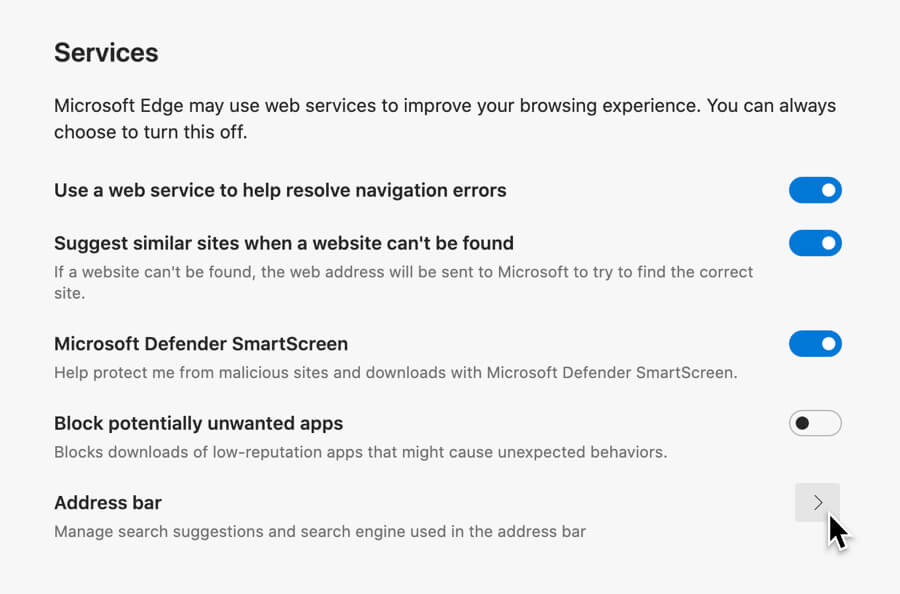 Services
Microsoft Edge may use web services to improve your browsing experience. You can always
choose to turn this off.
Use a web service to help resolve navigation errors
Suggest similar sites when a website can't be found
If a website can't be found, the web address will be sent to Microsoft to try to find the correct
site.
Microsoft Defender SmartScreen
Help protect me from malicious sites and downloads with Microsoft Defender SmartScreen.
Block potentially unwanted apps
Blocks downloads of low-reputation apps that might cause unexpected behaviors.
Address bar
Manage search suggestions and search engine used in the address bar